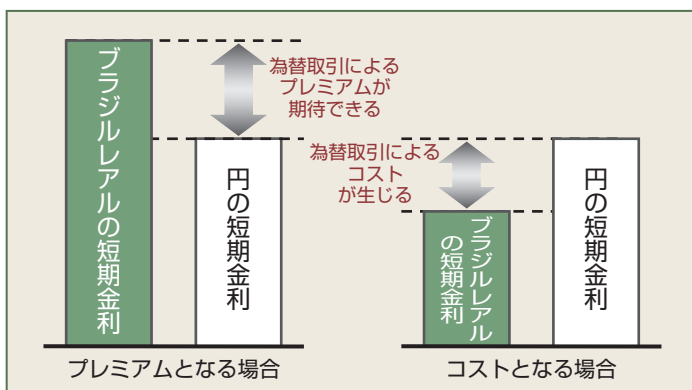 ブラジルレアルの短期金利
為替取引による
プレミアムが
期待できる
円の短期金利
プレミアムとなる場合
為替取引による
コスト
が生じる
ブラジルレアル
の短期金利
円の短期金利
コストとなる場合